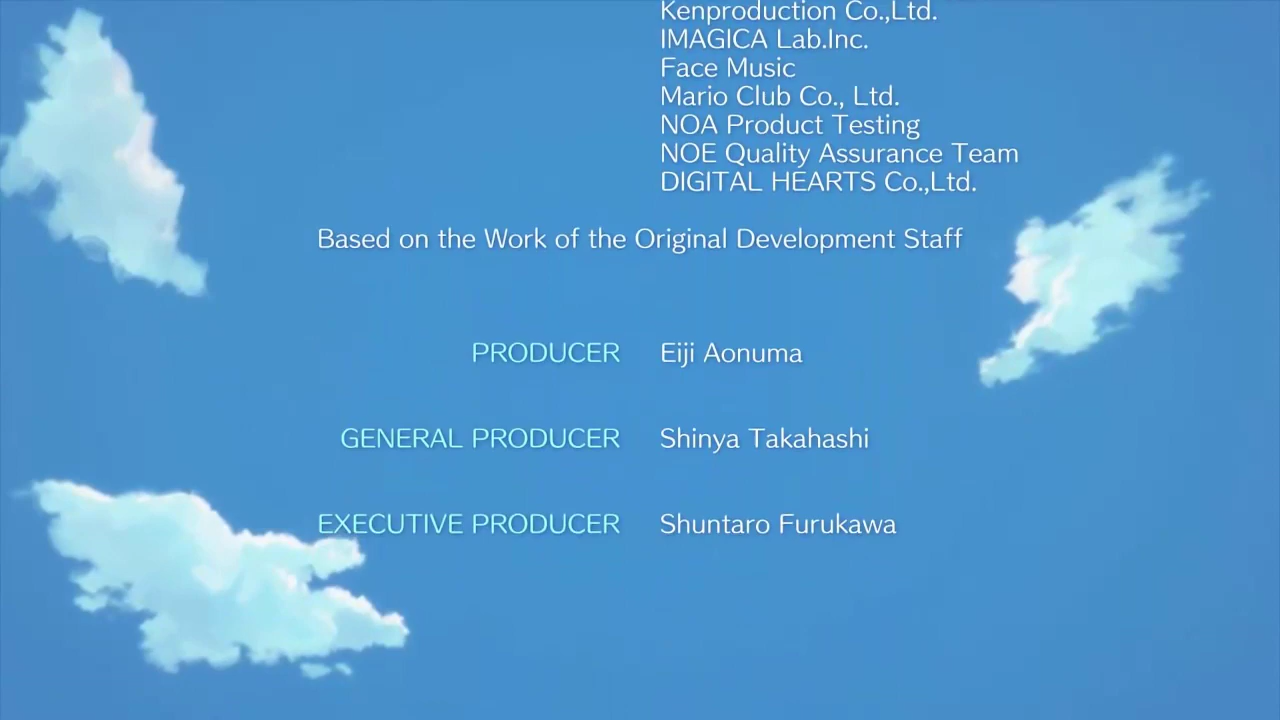 Kenproduction Co.,Ltd.
IMAGICA Lab.Inc.
Face Music
Mario Club Co., Ltd.
NOA Product Testing
NOE Quality Assurance Team
DIGITAL HEARTS Co.,Ltd.
Based on the Work of the Original Development Staff
PRODUCER Eiji Aonuma
GENERAL PRODUCER Shinya Takahashi
EXECUTIVE PRODUCER Shuntaro Furukawa